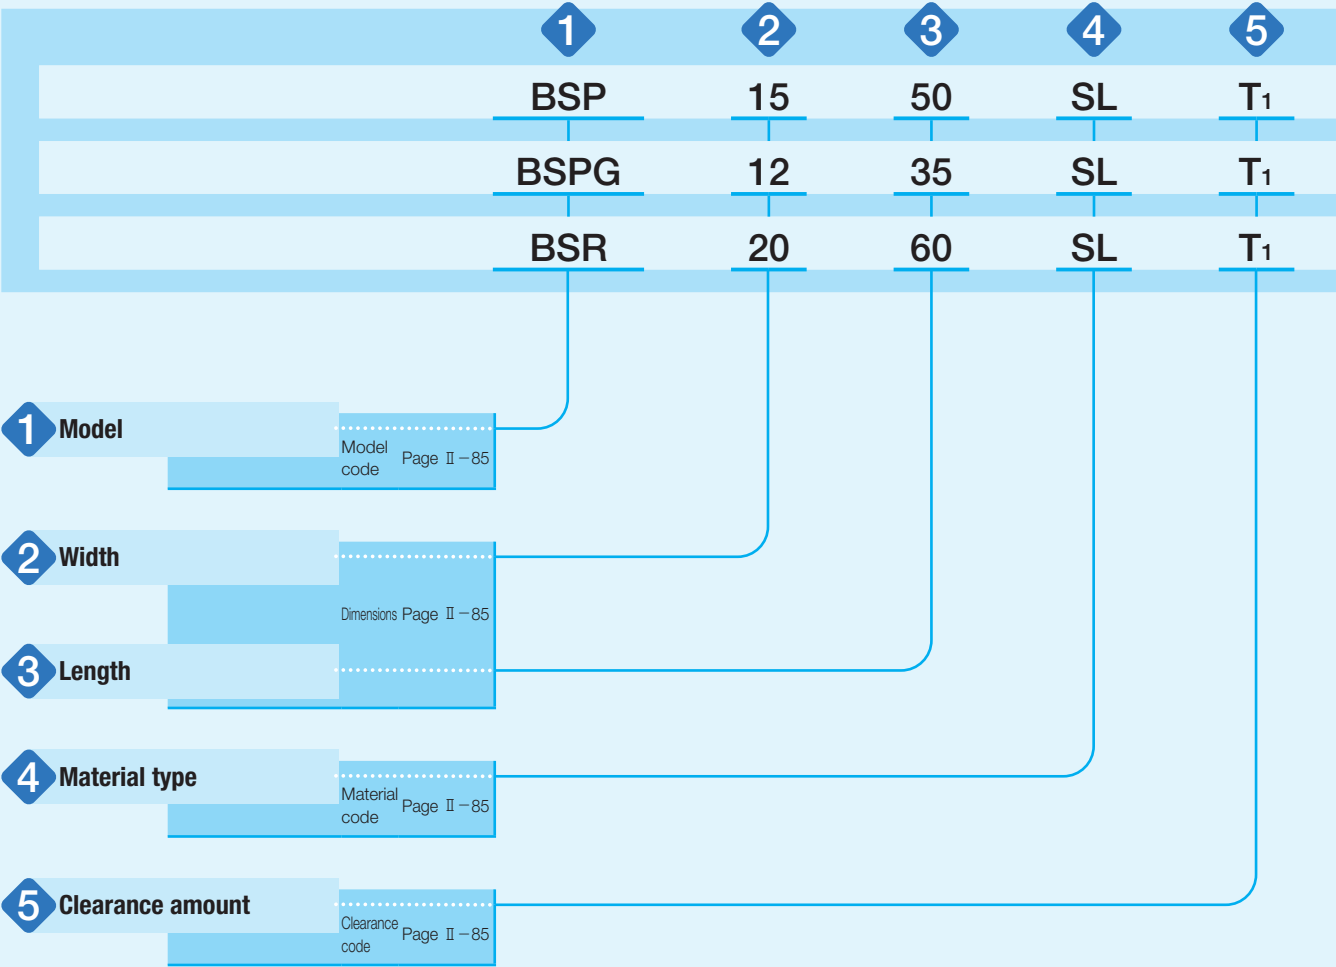 1 2 3 4 5
BSP 15 50 SL T1
BSPG 12 35 SL T1
BSR 20 60 SL T1
1 Model
Model code Page Ⅱ-85
2 Width
Dimensions Page Ⅱ-85
3 Length
4 Material type
Material code Page Ⅱ-85
5 Clearance amount
Clearance code Page Ⅱ-85